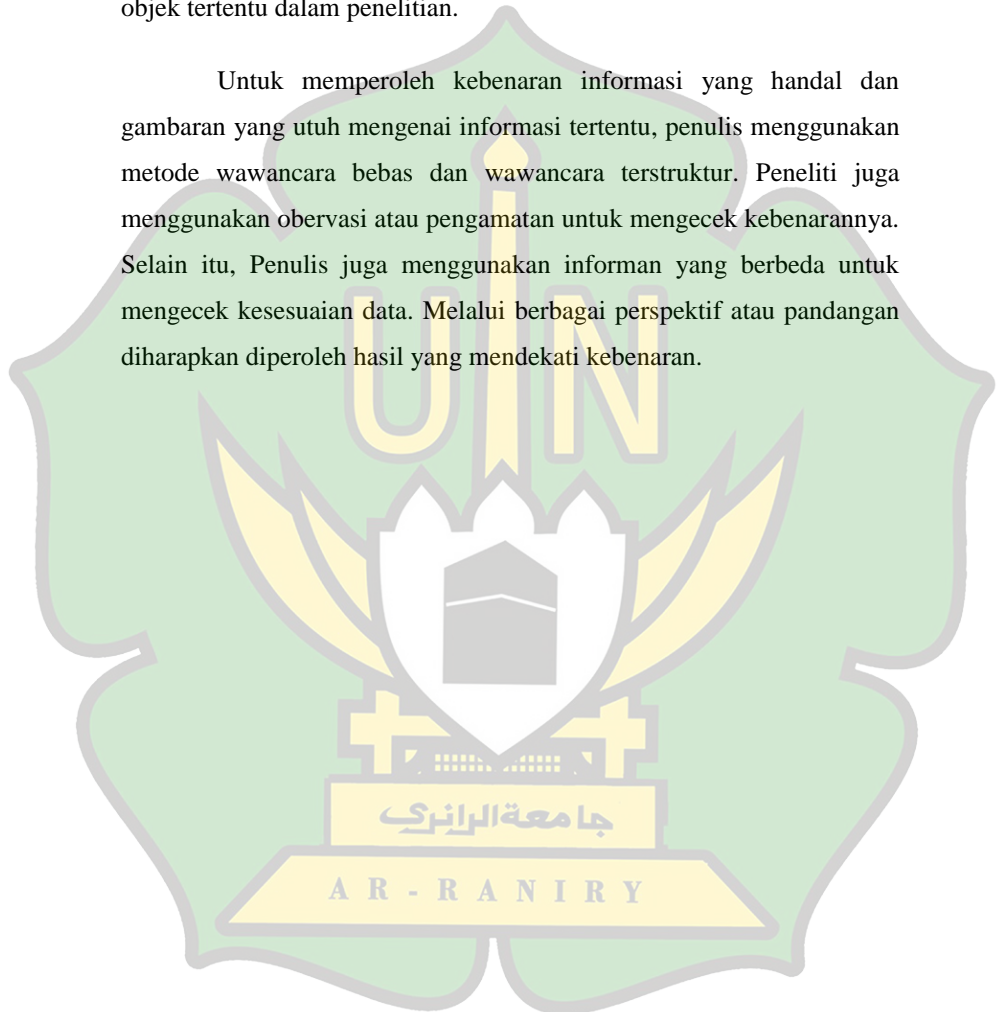 objek tertentu dalam penelitian.
Untuk memperoleh kebenaran informasi yang handal dan
gambaran yang utuh mengenai informasi tertentu, penulis menggunakan
metode wawancara bebas dan wawancara terstruktur. Peneliti juga
menggunakan obervasi atau pengamatan untuk mengecek kebenarannya.
Selain itu, Penulis juga menggunakan informan yang berbeda untuk
mengecek kesesuaian data. Melalui berbagai perspektif atau pandangan
diharapkan diperoleh hasil yang mendekati kebenaran.
UIN
جامعة الرانري
AR-RANIRY